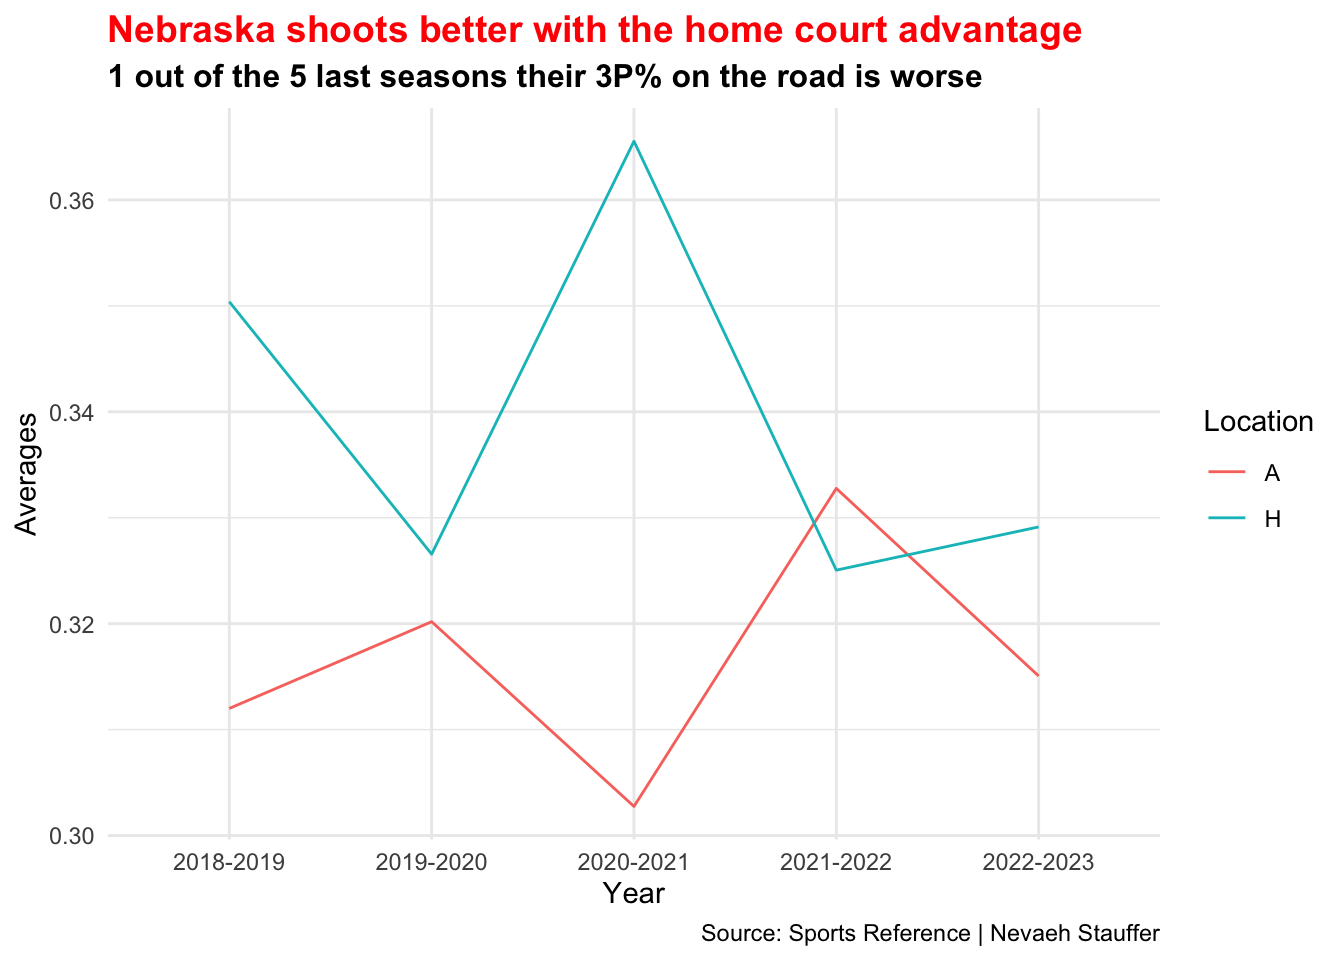 Nebraska shoots better with the home court advantage
1 out of the 5 last seasons their 3P% on the road is worse
0.36
0.34
0.32
0.30
Averages
2018-2019
2019-2020
2020-2021
2021-2022
2022-2023
Year
Location
A
H
Source: Sports Reference | Nevaeh Stauffer